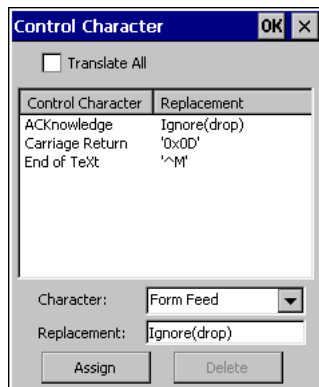 Control Character OK ×
Translate All
Control Character Replacement
ACKnowledge Ignore(drop)
Carriage Return '0x0D'
End of TeXt '^M'
Character: Form Feed
Replacement: Ignore(drop)
Assign Delete